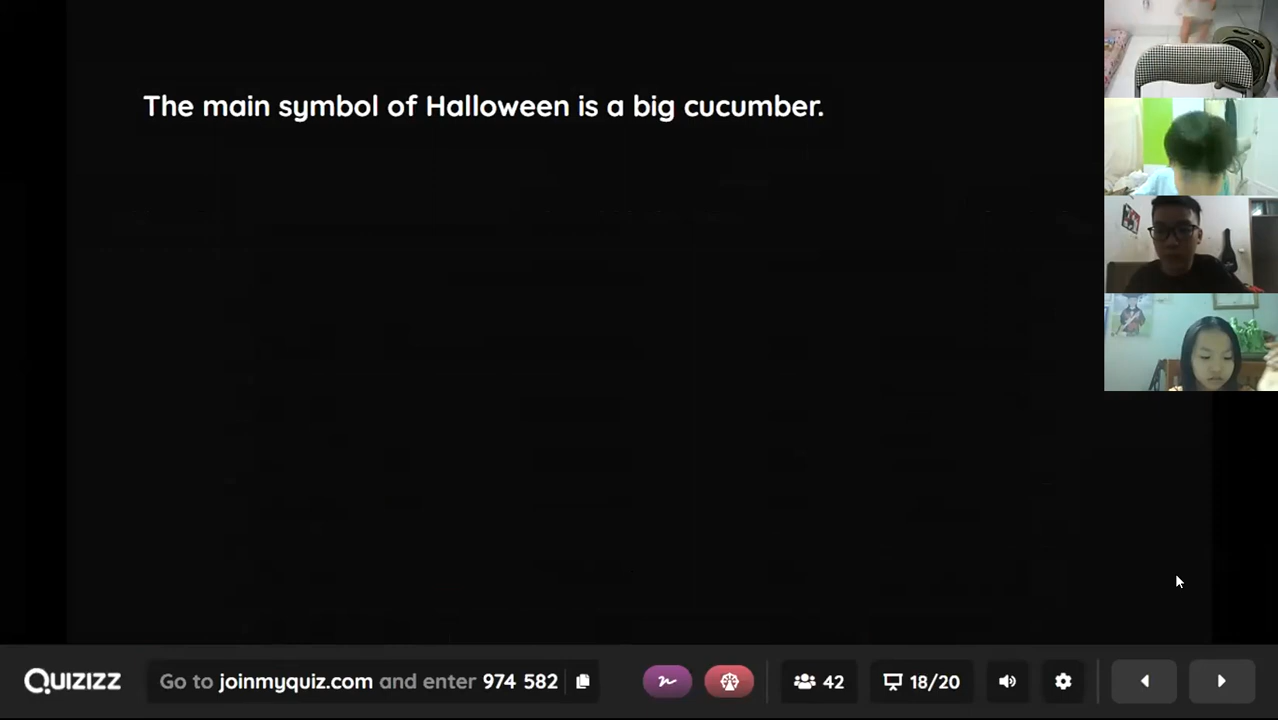 The main symbol of Halloween is a big cucumber.
QUIZIZZ Go to joinmyquiz.com and enter 974 582 42 18/20